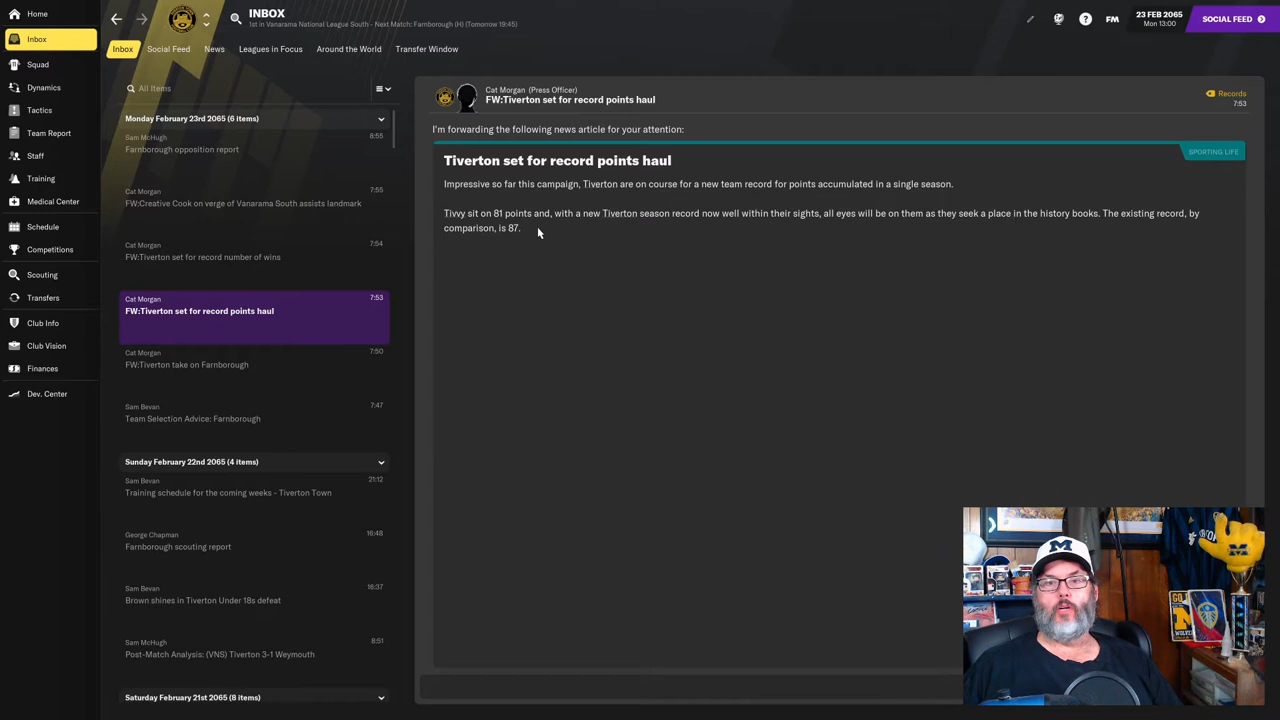 Home
INBOX
1st in Vanarama National League South - Next Match: Farnborough (H) (Tomorrow 19:45)
FM
23 FEB 2065
Mon 13:00
SOCIAL FEED
Inbox
Squad
Dynamics
Tactics
Team Report
Staff
Training
Medical Center
Schedule
Competitions
Scouting
Transfers
Club Info
Club Vision
Finances
Dev. Center
Inbox
Social Feed
News
Leagues in Focus
Around the World
Transfer Window
All Items
Monday February 23rd 2065 (6 items)
Sam McHugh 8:55
Farnborough opposition report
Cat Morgan 7:55
FW:Creative Cook on verge of Vanarama South assists landmark
Cat Morgan 7:54
FW:Tiverton set for record number of wins
Cat Morgan 7:53
FW:Tiverton set for record points haul
Cat Morgan 7:50
FW:Tiverton take on Farnborough
Sam Bevan 7:47
Team Selection Advice: Farnborough
Sunday February 22nd 2065 (4 items)
Sam Bevan 21:12
Training schedule for the coming weeks - Tiverton Town
George Chapman 16:48
Farnborough scouting report
Sam Bevan 16:37
Brown shines in Tiverton Under 18s defeat
Sam McHugh 8:51
Post-Match Analysis: (VNS) Tiverton 3-1 Weymouth
Saturday February 21st 2065 (8 items)
Cat Morgan (Press Officer)
FW:Tiverton set for record points haul
Records
7:53
I'm forwarding the following news article for your attention:
Tiverton set for record points haul
SPORTING LIFE
Impressive so far this campaign, Tiverton are on course for a new team record for points accumulated in a single season.
Tivvy sit on 81 points and, with a new Tiverton season record now well within their sights, all eyes will be on them as they seek a place in the history books. The existing record, by
comparison, is 87.
M
M